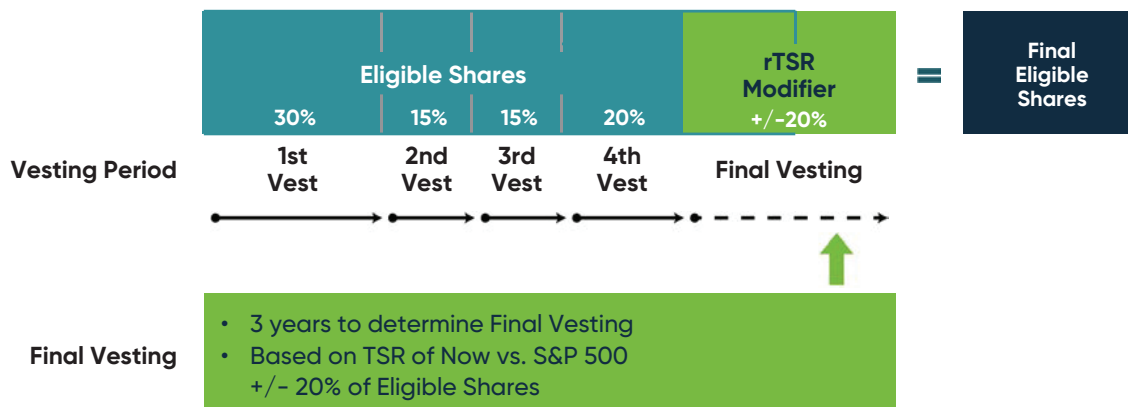 Eligible Shares
30%
15%
15%
20%
rTSR
Modifier
+/-20%
=
Final
Eligible
Shares
Vesting Period
1st
Vest
2nd
Vest
3rd
Vest
4th
Vest
Final Vesting
Final Vesting
• 3 years to determine Final Vesting
• Based on TSR of Now vs. S&P 500
+/- 20% of Eligible Shares